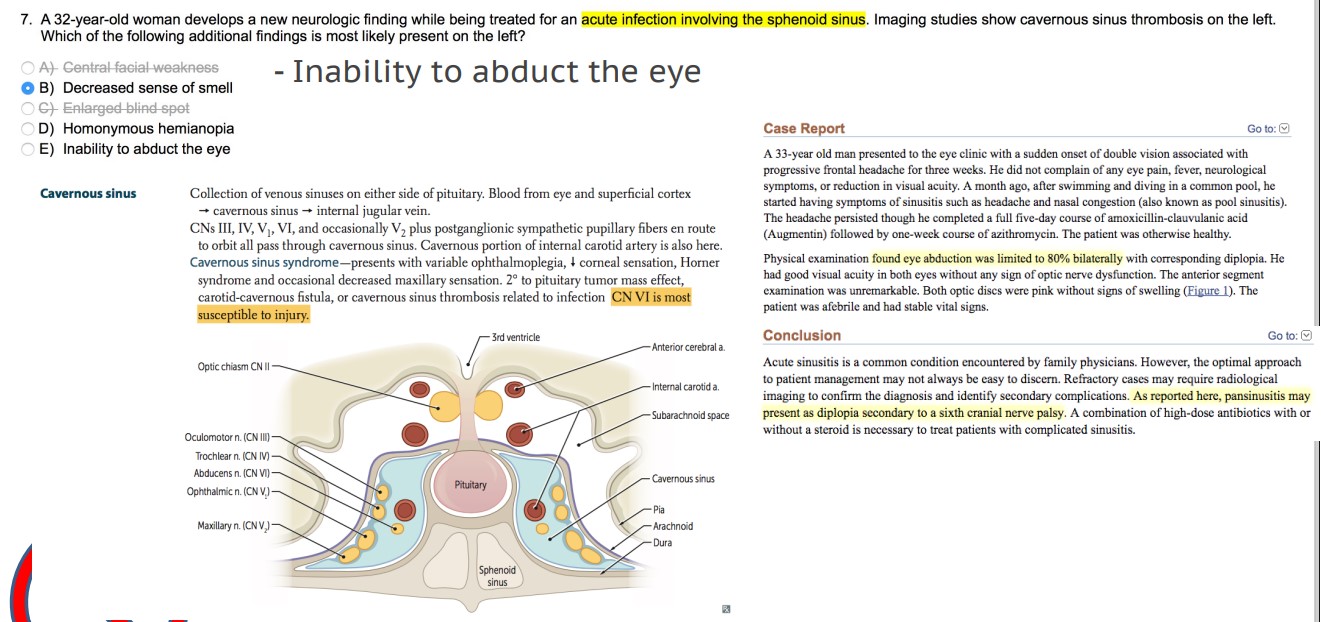 7. A 32-year-old woman develops a new neurologic finding while being treated for an acute infection involving the sphenoid sinus. Imaging studies show cavernous sinus thrombosis on the left.
Which of the following additional findings is most likely present on the left?
A) Central facial weakness
B) Decreased sense of smell
C) Enlarged blind spot
D) Homonymous hemianopia
E) Inability to abduct the eye
- Inability to abduct the eye
Cavernous sinus
Collection of venous sinuses on either side of pituitary. Blood from eye and superficial cortex
→ cavernous sinus → internal jugular vein.
CNs III, IV, V₁, VI, and occasionally V₂ plus postganglionic sympathetic pupillary fibers en route
to orbit all pass through cavernous sinus. Cavernous portion of internal carotid artery is also here.
Cavernous sinus syndrome—presents with variable ophthalmoplegia, ↓ corneal sensation, Horner
syndrome and occasional decreased maxillary sensation. 2° to pituitary tumor mass effect,
carotid-cavernous fistula, or cavernous sinus thrombosis related to infection CN VI is most
susceptible to injury.
3rd ventricle
Optic chiasm CN II
Anterior cerebral a.
Internal carotid a.
Subarachnoid space
Oculomotor n. (CN III)
Trochlear n. (CN IV)
Abducens n. (CN VI)
Ophthalmic n. (CN V₁)
Maxillary n. (CN V₂)
Pituitary
Cavernous sinus
Pia
Arachnoid
Dura
Sphenoid
sinus
Case Report
Go to:
A 33-year old man presented to the eye clinic with a sudden onset of double vision associated with
progressive frontal headache for three weeks. He did not complain of any eye pain, fever, neurological
symptoms, or reduction in visual acuity. A month ago, after swimming and diving in a common pool, he
started having symptoms of sinusitis such as headache and nasal congestion (also known as pool sinusitis).
The headache persisted though he completed a full five-day course of amoxicillin-clauvulanic acid
(Augmentin) followed by one-week course of azithromycin. The patient was otherwise healthy.
Physical examination found eye abduction was limited to 80% bilaterally with corresponding diplopia. He
had good visual acuity in both eyes without any sign of optic nerve dysfunction. The anterior segment
examination was unremarkable. Both optic discs were pink without signs of swelling (Figure 1). The
patient was afebrile and had stable vital signs.
Conclusion
Go to:
Acute sinusitis is a common condition encountered by family physicians. However, the optimal approach
to patient management may not always be easy to discern. Refractory cases may require radiological
imaging to confirm the diagnosis and identify secondary complications. As reported here, pansinusitis may
present as diplopia secondary to a sixth cranial nerve palsy. A combination of high-dose antibiotics with or
without a steroid is necessary to treat patients with complicated sinusitis.